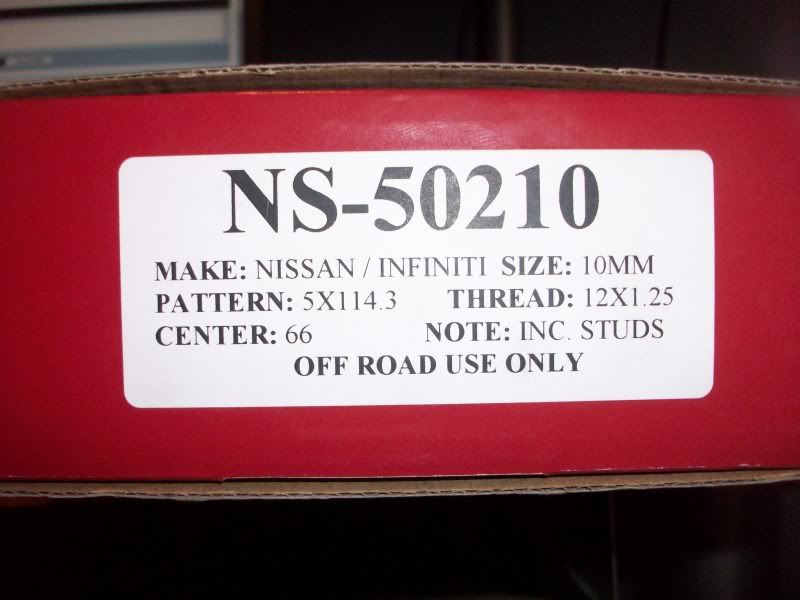 NS-50210
MAKE: NISSAN / INFINITI SIZE: 10MM
PATTERN: 5X114.3 THREAD: 12X1.25
CENTER: 66 NOTE: INC. STUDS
OFF ROAD USE ONLY